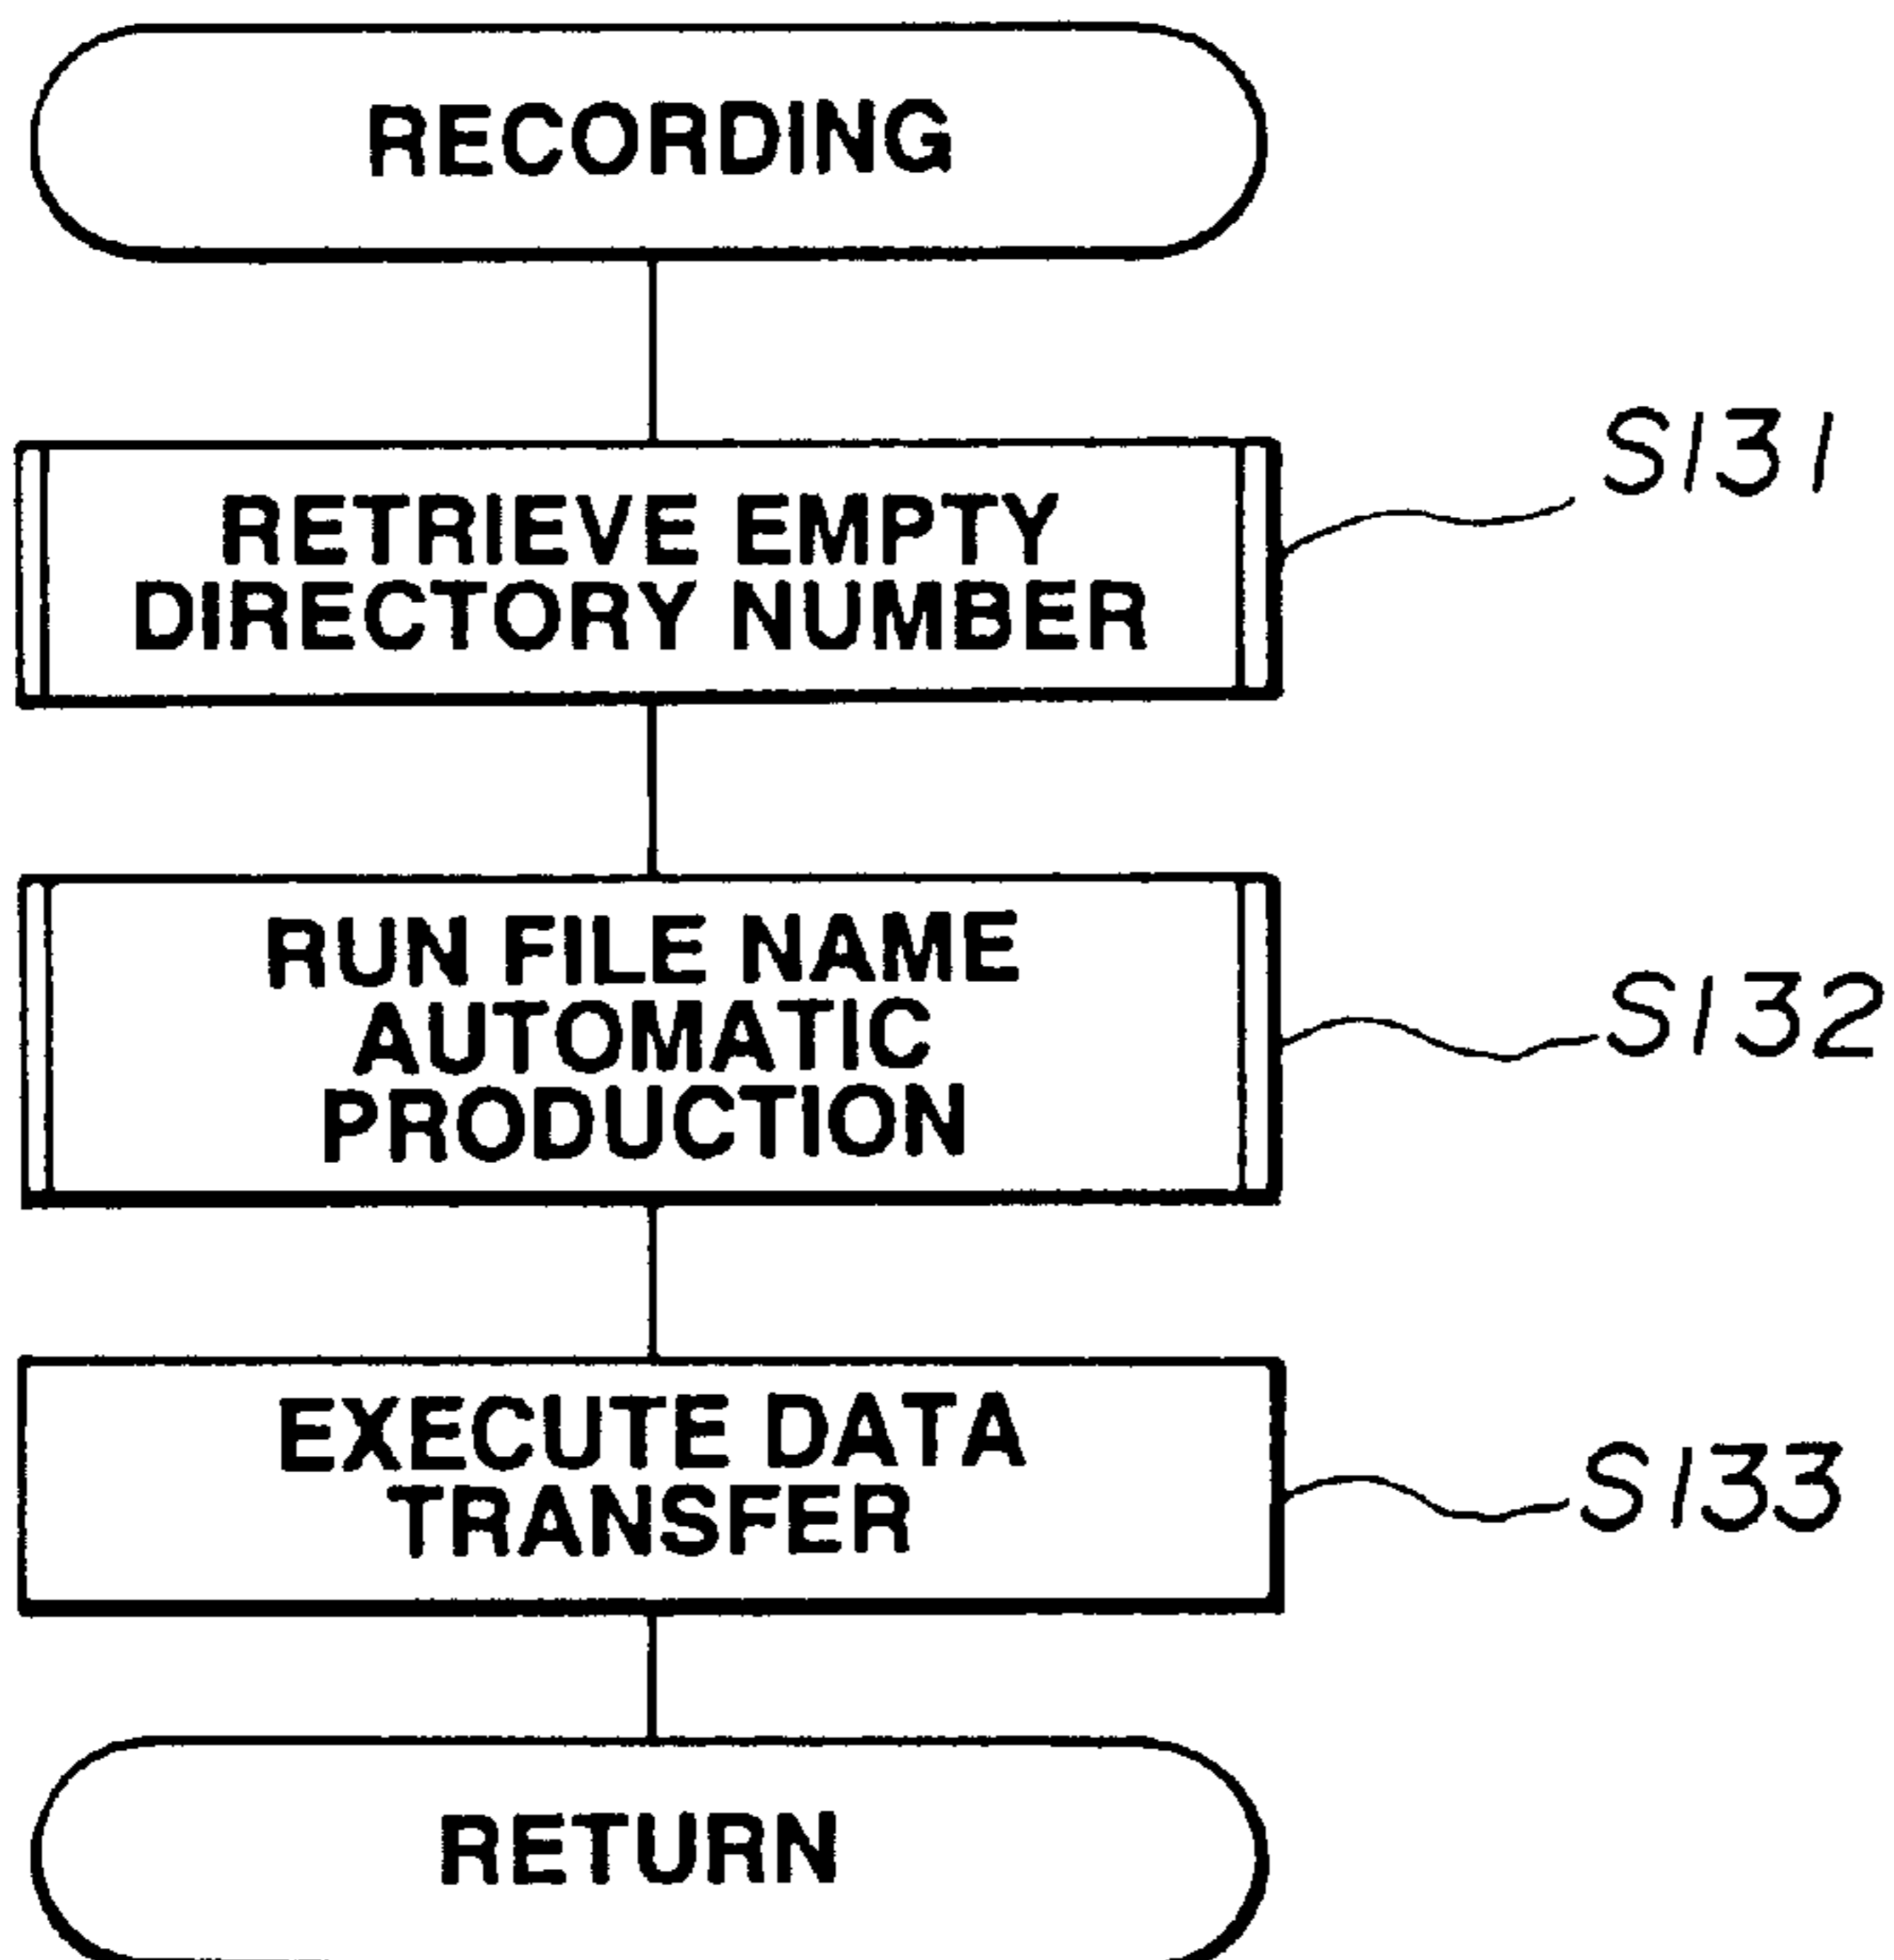 RECORDING
RETRIEVE EMPTY
DIRECTORY NUMBER
S131
RUN FILE NAME
AUTOMATIC
PRODUCTION
S132
EXECUTE DATA
TRANSFER
S133
RETURN